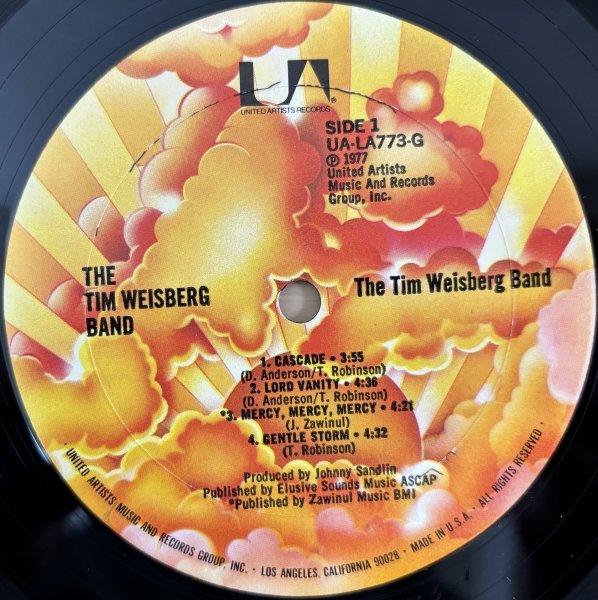 UA
UNITED ARTISTS RECORDS ®
SIDE 1
UA-LA773-G
℗ 1977
United Artists
Music And Records
Group, Inc.
THE
TIM WEISBERG
BAND
The Tim Weisberg Band
1. CASCADE • 3:55
(D. Anderson/T. Robinson)
2. LORD VANITY • 4:36
(D. Anderson/T. Robinson)
*3. MERCY, MERCY, MERCY • 4:21
(J. Zawinul)
4. GENTLE STORM • 4:32
(T. Robinson)
Produced by Johnny Sandlin
Published by Elusive Sounds Music ASCAP
*Published by Zawinul Music BMI
• UNITED ARTISTS MUSIC AND RECORDS GROUP, INC. • LOS ANGELES, CALIFORNIA 90028 • MADE IN U.S.A. • ALL RIGHTS RESERVED •